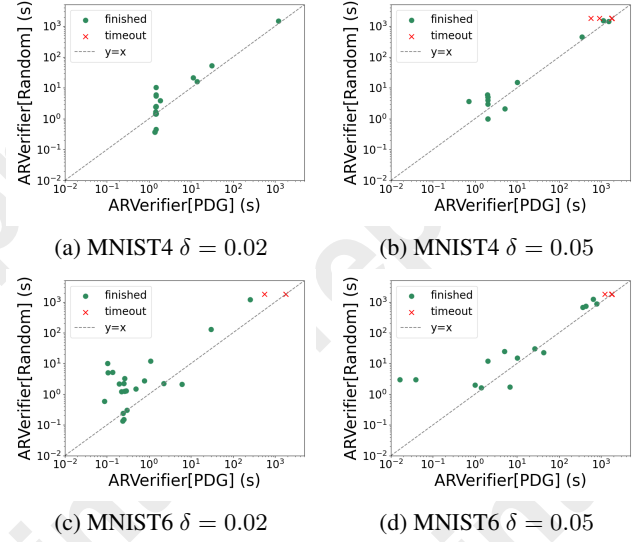 finished
timeout
y=x
ARVerifier[Random] (s)
10³
10²
10¹
10⁰
10⁻¹
10⁻²
10⁻² 10⁻¹ 10⁰ 10¹ 10² 10³
ARVerifier[PDG] (s)
(a) MNIST4 δ = 0.02
finished
timeout
y=x
ARVerifier[Random] (s)
10³
10²
10¹
10⁰
10⁻¹
10⁻²
10⁻² 10⁻¹ 10⁰ 10¹ 10² 10³
ARVerifier[PDG] (s)
(b) MNIST4 δ = 0.05
finished
timeout
y=x
ARVerifier[Random] (s)
10³
10²
10¹
10⁰
10⁻¹
10⁻²
10⁻² 10⁻¹ 10⁰ 10¹ 10² 10³
ARVerifier[PDG] (s)
(c) MNIST6 δ = 0.02
finished
timeout
y=x
ARVerifier[Random] (s)
10³
10²
10¹
10⁰
10⁻¹
10⁻²
10⁻² 10⁻¹ 10⁰ 10¹ 10² 10³
ARVerifier[PDG] (s)
(d) MNIST6 δ = 0.05